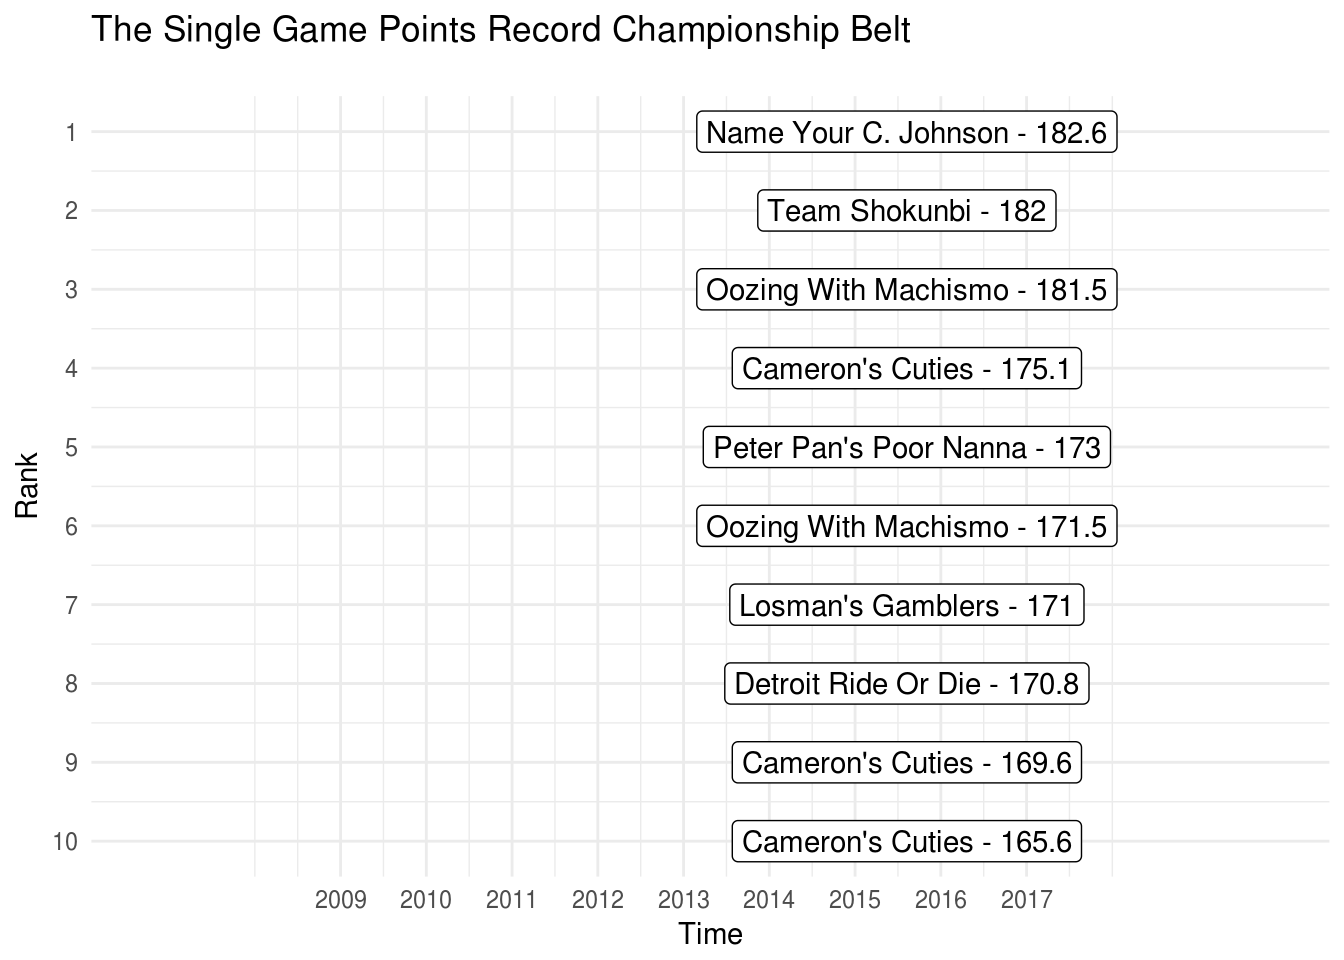 The Single Game Points Record Championship Belt
Rank
1
Name Your C. Johnson - 182.6
2
Team Shokunbi - 182
3
Oozing With Machismo - 181.5
4
Cameron's Cuties - 175.1
5
Peter Pan's Poor Nanna - 173
6
Oozing With Machismo - 171.5
7
Losman's Gamblers - 171
8
Detroit Ride Or Die - 170.8
9
Cameron's Cuties - 169.6
10
Cameron's Cuties - 165.6
2009 2010 2011 2012 2013 2014 2015 2016 2017
Time